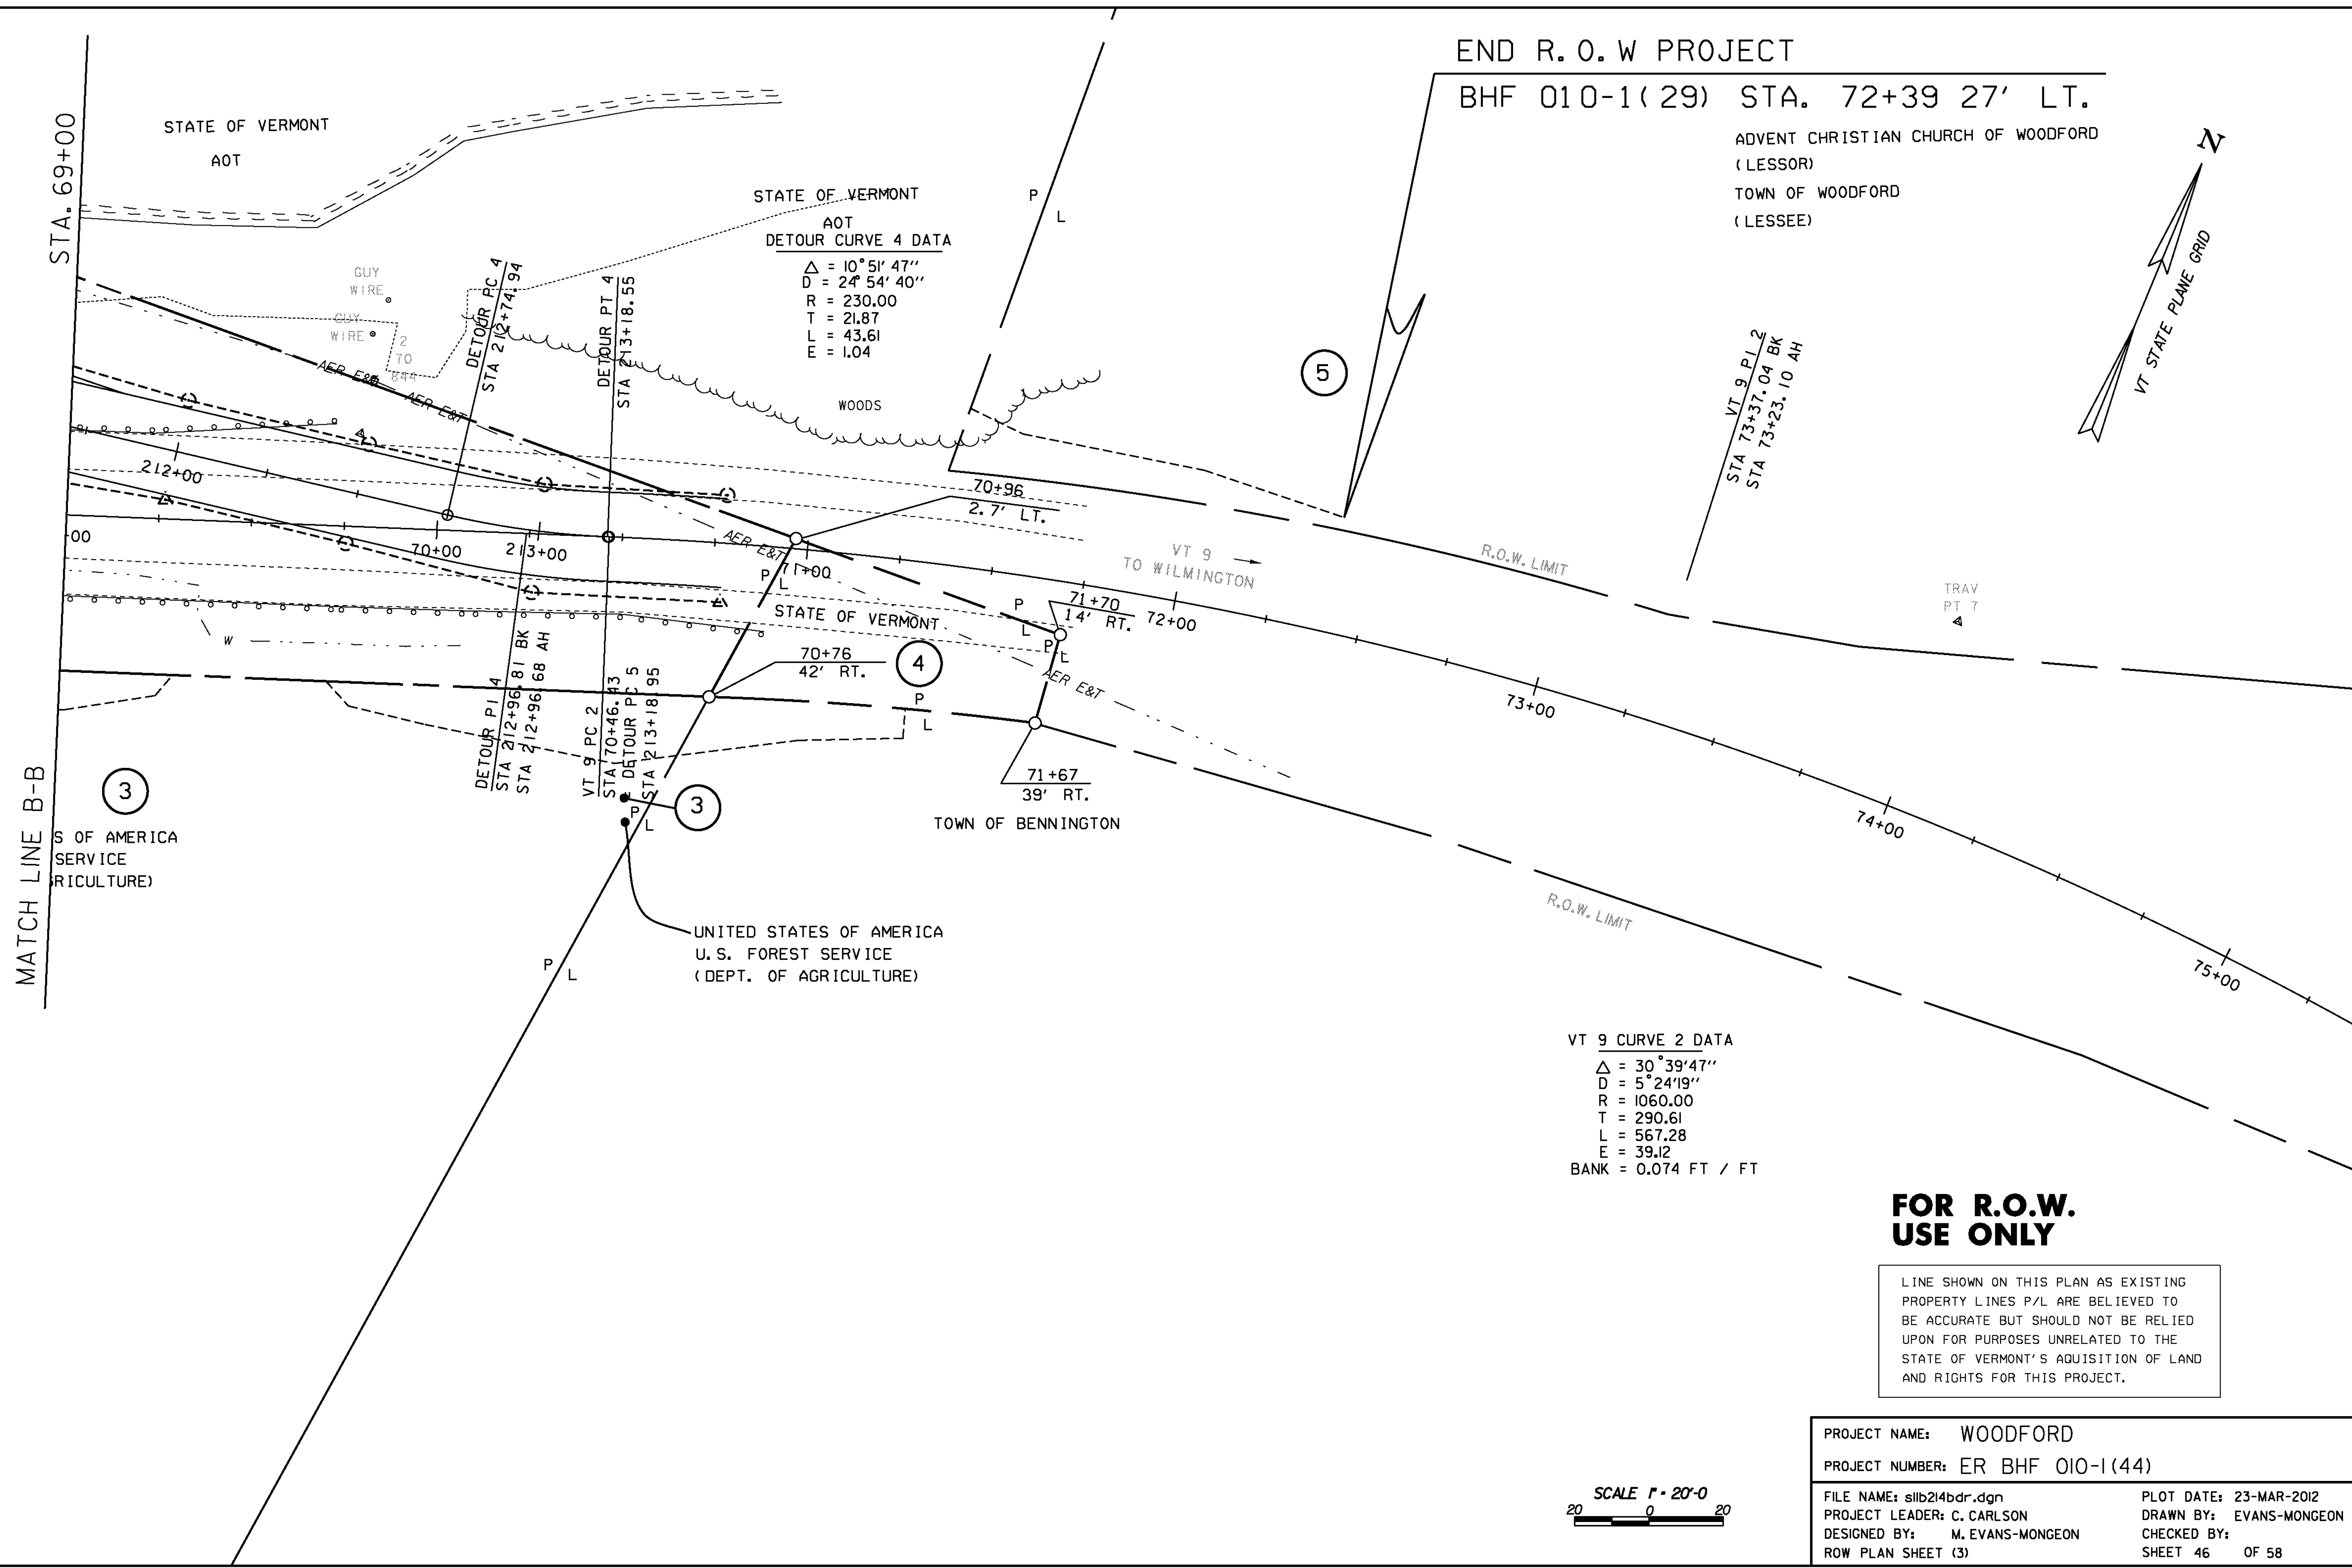 END R.O.W PROJECT
BHF 010-1(29) STA. 72+39 27' LT.
ADVENT CHRISTIAN CHURCH OF WOODFORD
(LESSOR)
TOWN OF WOODFORD
(LESSEE)
N
VT STATE PLANE GRID
STA. 69+00
STATE OF VERMONT
AOT
STATE OF VERMONT
AOT
DETOUR CURVE 4 DATA
△ = 10°51'47''
D = 24°54'40''
R = 230.00
T = 21.87
L = 43.61
E = 1.04
P
L
GUY
WIRE
GUY
WIRE
2
70
844
DETOUR PC 4
STA 212+74.94
DETOUR PT 4
STA 213+18.55
AER E&T
AER E&T
WOODS
5
VT 9 PI 2
STA 73+37.04 BK
STA 73+23.10 AH
212+00
00
70+00
213+00
70+96
2.7' LT.
AER E&T
71+00
P
L
VT 9
TO WILMINGTON
R.O.W. LIMIT
TRAV
PT 7
STATE OF VERMONT
P
L
71+70
14' RT.
72+00
P
L
AER E&T
W
70+76
42' RT.
4
P
L
73+00
74+00
75+00
DETOUR PI 4
STA 212+96.81 BK
STA 212+96.68 AH
VT 9 PC 2
STA 70+46.43
DETOUR PC 5
STA 213+18.95
71+67
39' RT.
TOWN OF BENNINGTON
MATCH LINE B-B
3
S OF AMERICA
SERVICE
RICULTURE)
3
P
L
UNITED STATES OF AMERICA
U.S. FOREST SERVICE
(DEPT. OF AGRICULTURE)
P
L
R.O.W. LIMIT
VT 9 CURVE 2 DATA
△ = 30°39'47''
D = 5°24'19''
R = 1060.00
T = 290.61
L = 567.28
E = 39.12
BANK = 0.074 FT / FT
FOR R.O.W.
USE ONLY
LINE SHOWN ON THIS PLAN AS EXISTING
PROPERTY LINES P/L ARE BELIEVED TO
BE ACCURATE BUT SHOULD NOT BE RELIED
UPON FOR PURPOSES UNRELATED TO THE
STATE OF VERMONT'S AQUISITION OF LAND
AND RIGHTS FOR THIS PROJECT.
SCALE 1" = 20'-0
20 0 20
PROJECT NAME: WOODFORD
PROJECT NUMBER: ER BHF 010-1(44)
FILE NAME: s11b214bdr.dgn PLOT DATE: 23-MAR-2012
PROJECT LEADER: C. CARLSON DRAWN BY: EVANS-MONGEON
DESIGNED BY: M. EVANS-MONGEON CHECKED BY:
ROW PLAN SHEET (3) SHEET 46 OF 58